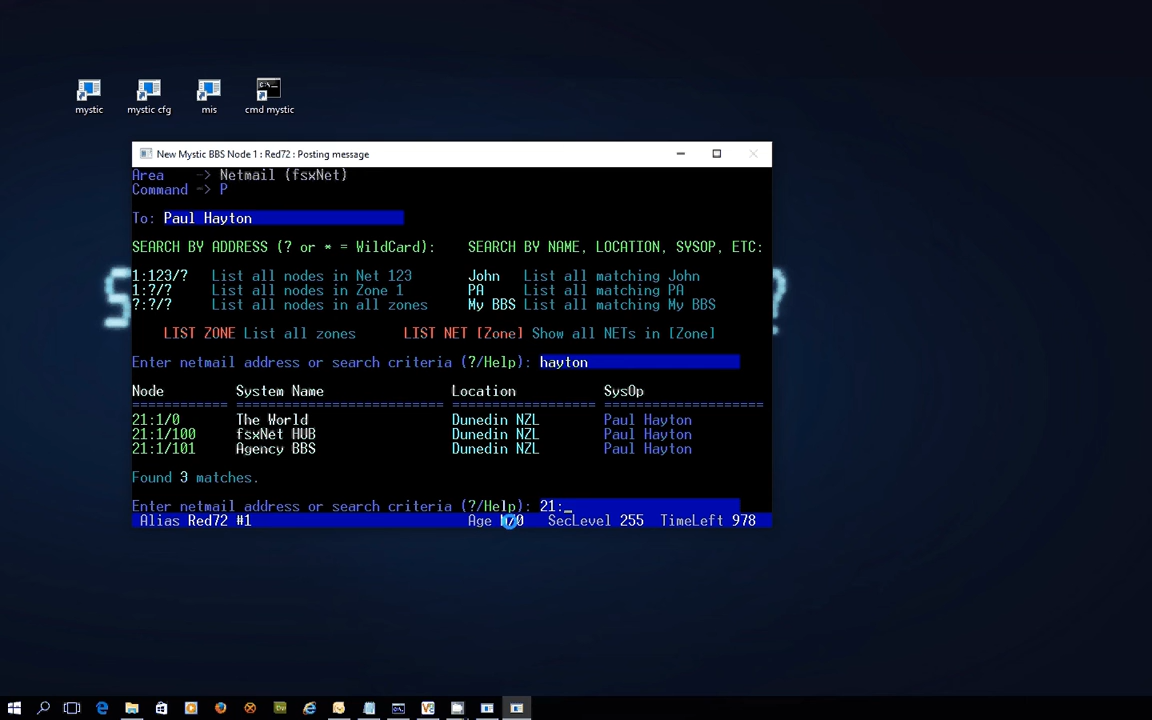 mystic mystic cfg mis cmd mystic
New Mystic BBS Node 1 : Red72 : Posting message
Area -> Netmail {fsxNet}
Command -> P
To: Paul Hayton
SEARCH BY ADDRESS (? or * = WildCard): SEARCH BY NAME, LOCATION, SYSOP, ETC:
1:123/? List all nodes in Net 123 John List all matching John
1:?/? List all nodes in Zone 1 PA List all matching PA
?:?/? List all nodes in all zones My BBS List all matching My BBS
LIST ZONE List all zones LIST NET [Zone] Show all NETs in [Zone]
Enter netmail address or search criteria (?/Help): hayton
Node System Name Location SysOp
21:1/0 The World Dunedin NZL Paul Hayton
21:1/100 fsxNet HUB Dunedin NZL Paul Hayton
21:1/101 Agency BBS Dunedin NZL Paul Hayton
Found 3 matches.
Enter netmail address or search criteria (?/Help): 21:_
Alias Red72 #1 Age /0 SecLevel 255 TimeLeft 978